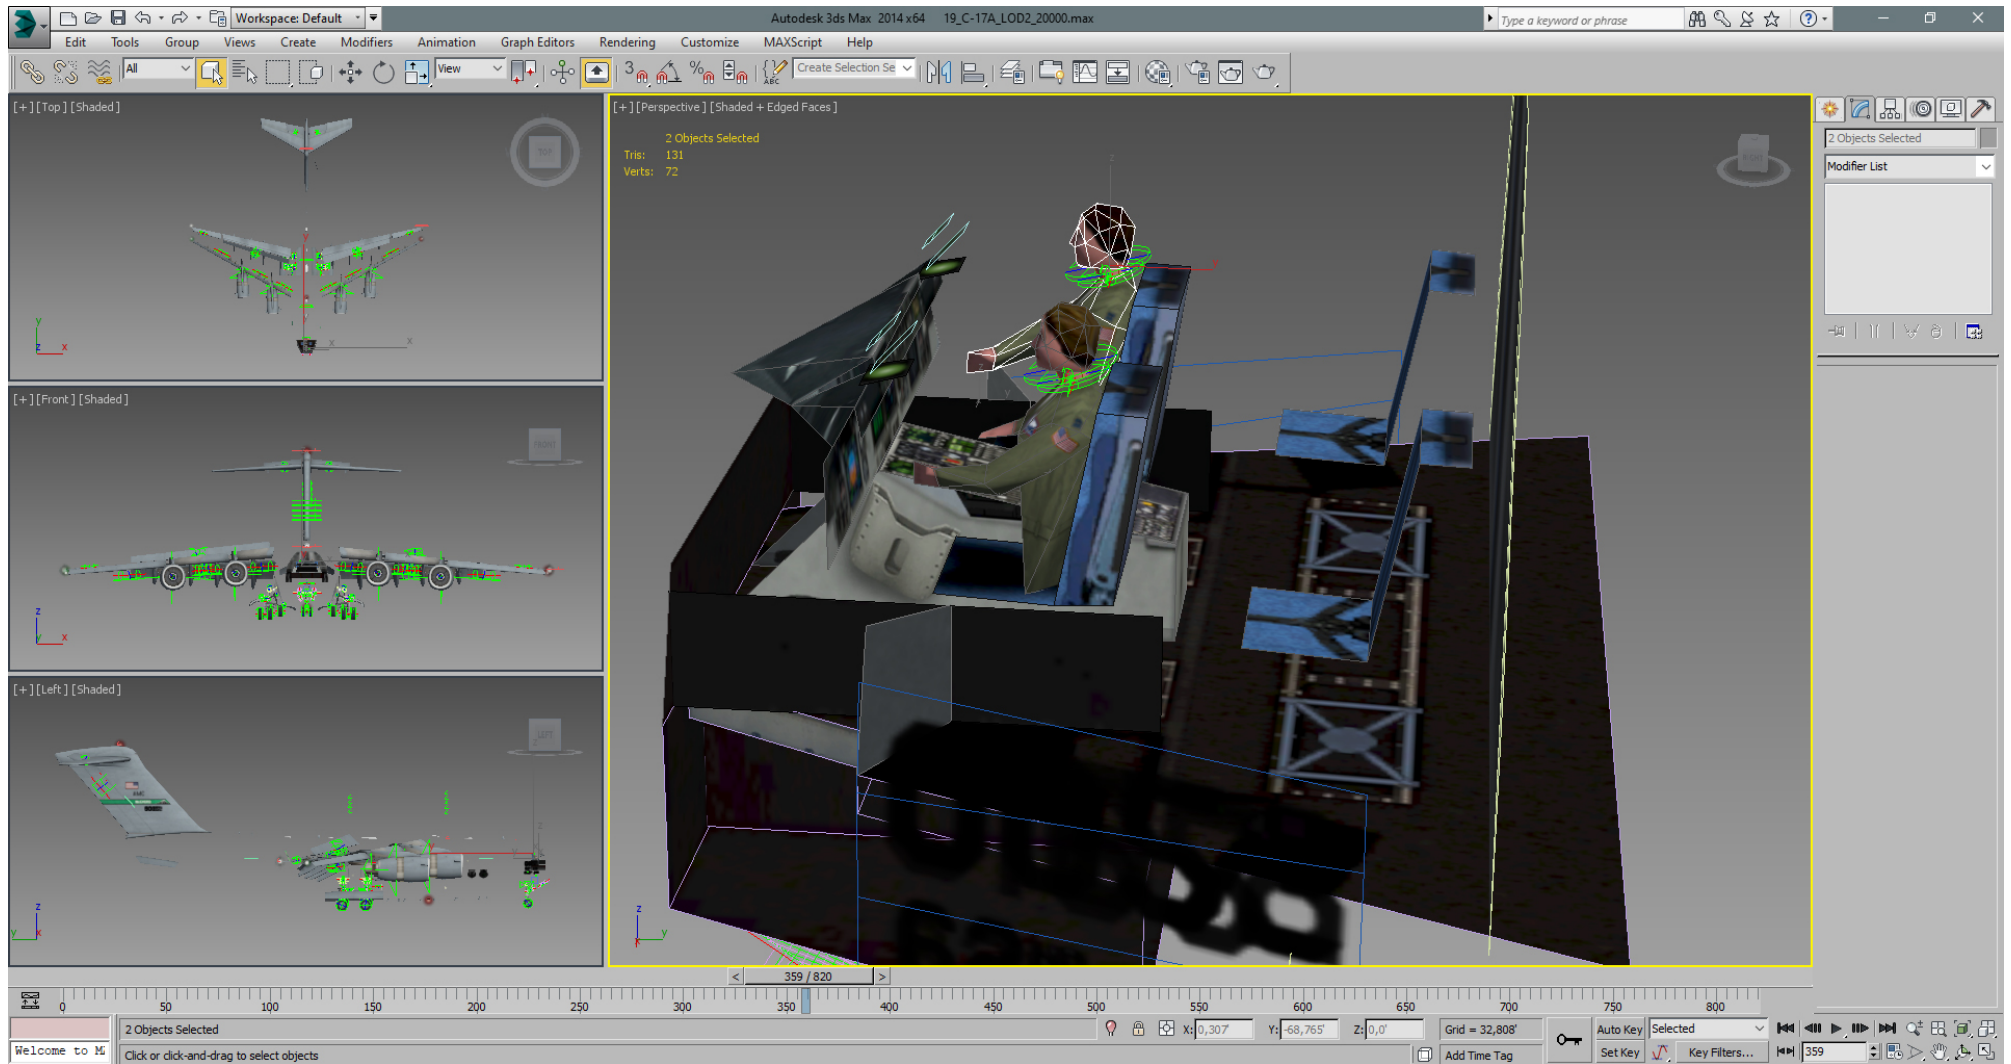 Workspace: Default
Autodesk 3ds Max 2014 x64 19_C-17A_LOD2_20000.max
Type a keyword or phrase
Edit Tools Group Views Create Modifiers Animation Graph Editors Rendering Customize MAXScript Help
All
View
3
%
ABC
Create Selection Se
[+][Top][Shaded]
TOP
[+][Front][Shaded]
FRONT
[+][Left][Shaded]
LEFT
[+][Perspective][Shaded + Edged Faces]
2 Objects Selected
Tris: 131
Verts: 72
2 Objects Selected
Modifier List
< 359 / 820 >
0 50 100 150 200 250 300 350 400 450 500 550 600 650 700 750 800
2 Objects Selected
X: 0,307' Y: -68,765' Z: 0,0'
Grid = 32,808'
Auto Key Selected
Welcome to M
Click or click-and-drag to select objects
Add Time Tag
Set Key Key Filters...
359